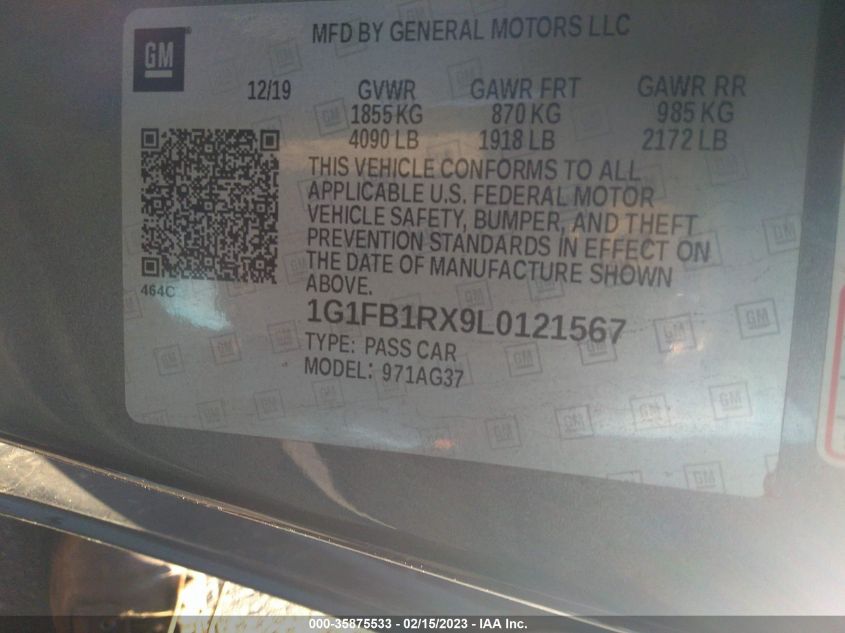 GM
MFD BY GENERAL MOTORS LLC
12/19 GVWR GAWR FRT GAWR RR
1855 KG 870 KG 985 KG
4090 LB 1918 LB 2172 LB
THIS VEHICLE CONFORMS TO ALL
APPLICABLE U.S. FEDERAL MOTOR
VEHICLE SAFETY, BUMPER, AND THEFT
PREVENTION STANDARDS IN EFFECT ON
THE DATE OF MANUFACTURE SHOWN
ABOVE.
464C
1G1FB1RX9L0121567
TYPE: PASS CAR
MODEL: 971AG37
000-35875533 - 02/15/2023 - IAA Inc.